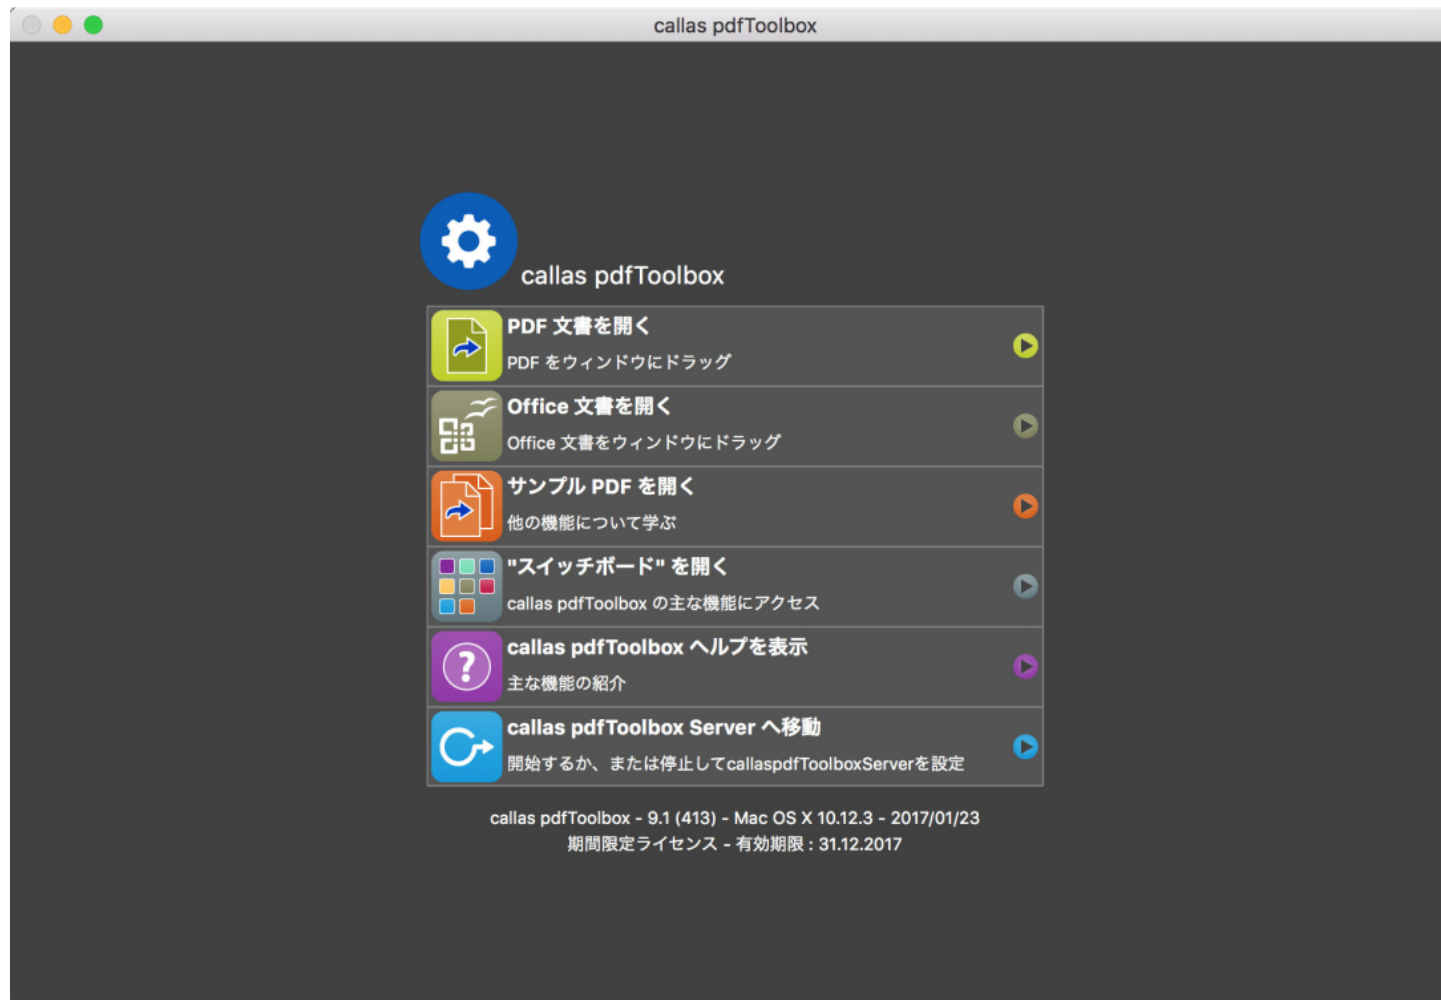 callas pdfToolbox
callas pdfToolbox
PDF 文書を開く
PDF をウィンドウにドラッグ
Office 文書を開く
Office 文書をウィンドウにドラッグ
サンプル PDF を開く
他の機能について学ぶ
"スイッチボード" を開く
callas pdfToolbox の主な機能にアクセス
callas pdfToolbox ヘルプを表示
主な機能の紹介
callas pdfToolbox Server へ移動
開始するか、または停止してcallaspdfToolboxServerを設定
callas pdfToolbox - 9.1 (413) - Mac OS X 10.12.3 - 2017/01/23
期間限定ライセンス - 有効期限 : 31.12.2017